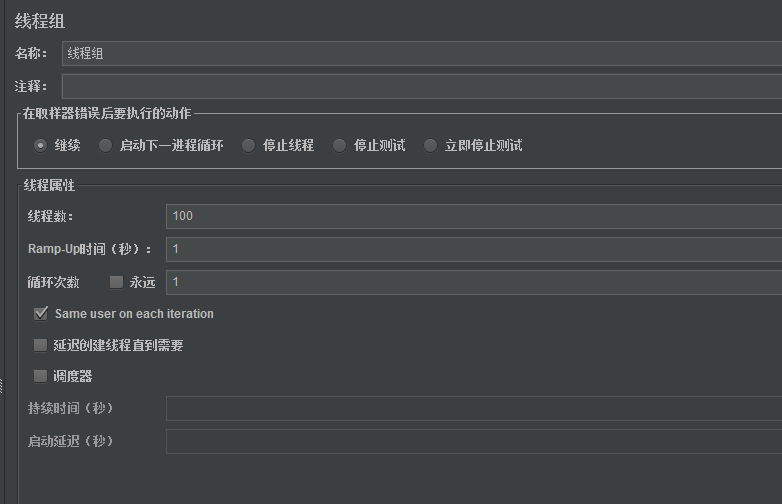 线程组
名称： 线程组
注释：
在取样器错误后要执行的动作
继续 启动下一进程循环 停止线程 停止测试 立即停止测试
线程属性
线程数： 100
Ramp-Up时间（秒）： 1
循环次数 永远 1
Same user on each iteration
延迟创建线程直到需要
调度器
持续时间（秒）
启动延迟（秒）